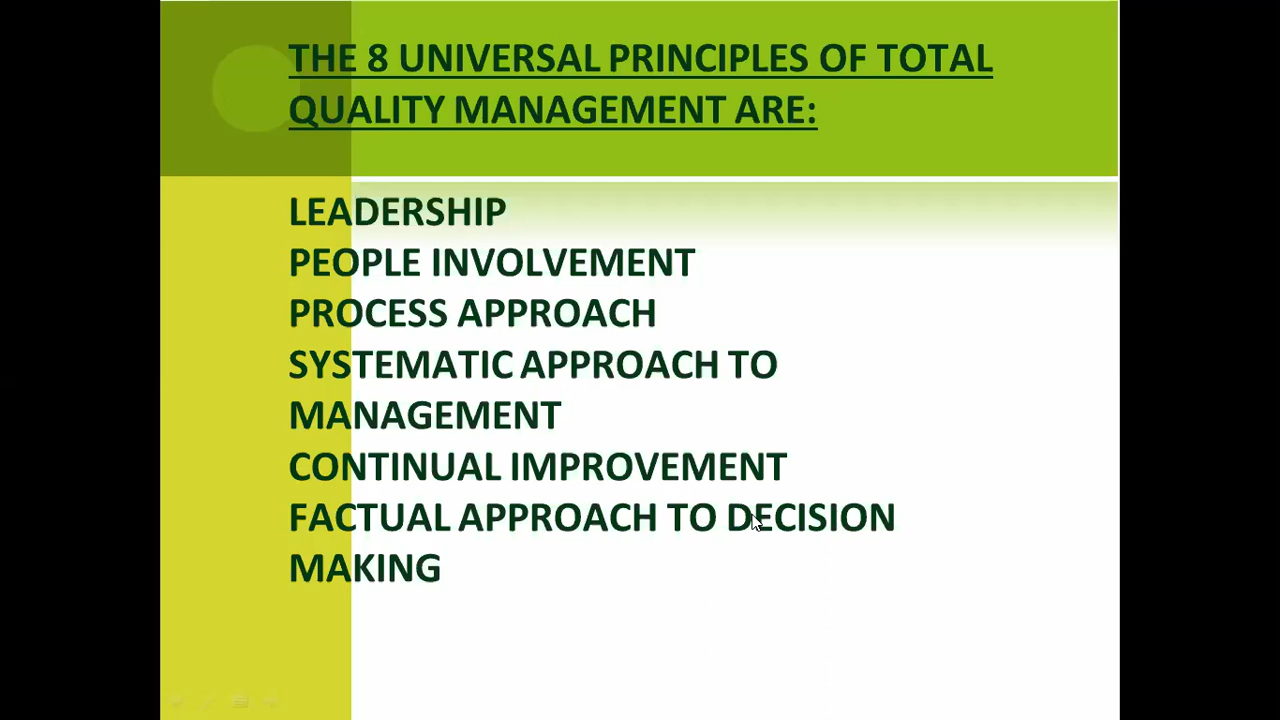 THE 8 UNIVERSAL PRINCIPLES OF TOTAL
QUALITY MANAGEMENT ARE:
LEADERSHIP
PEOPLE INVOLVEMENT
PROCESS APPROACH
SYSTEMATIC APPROACH TO
MANAGEMENT
CONTINUAL IMPROVEMENT
FACTUAL APPROACH TO DECISION
MAKING